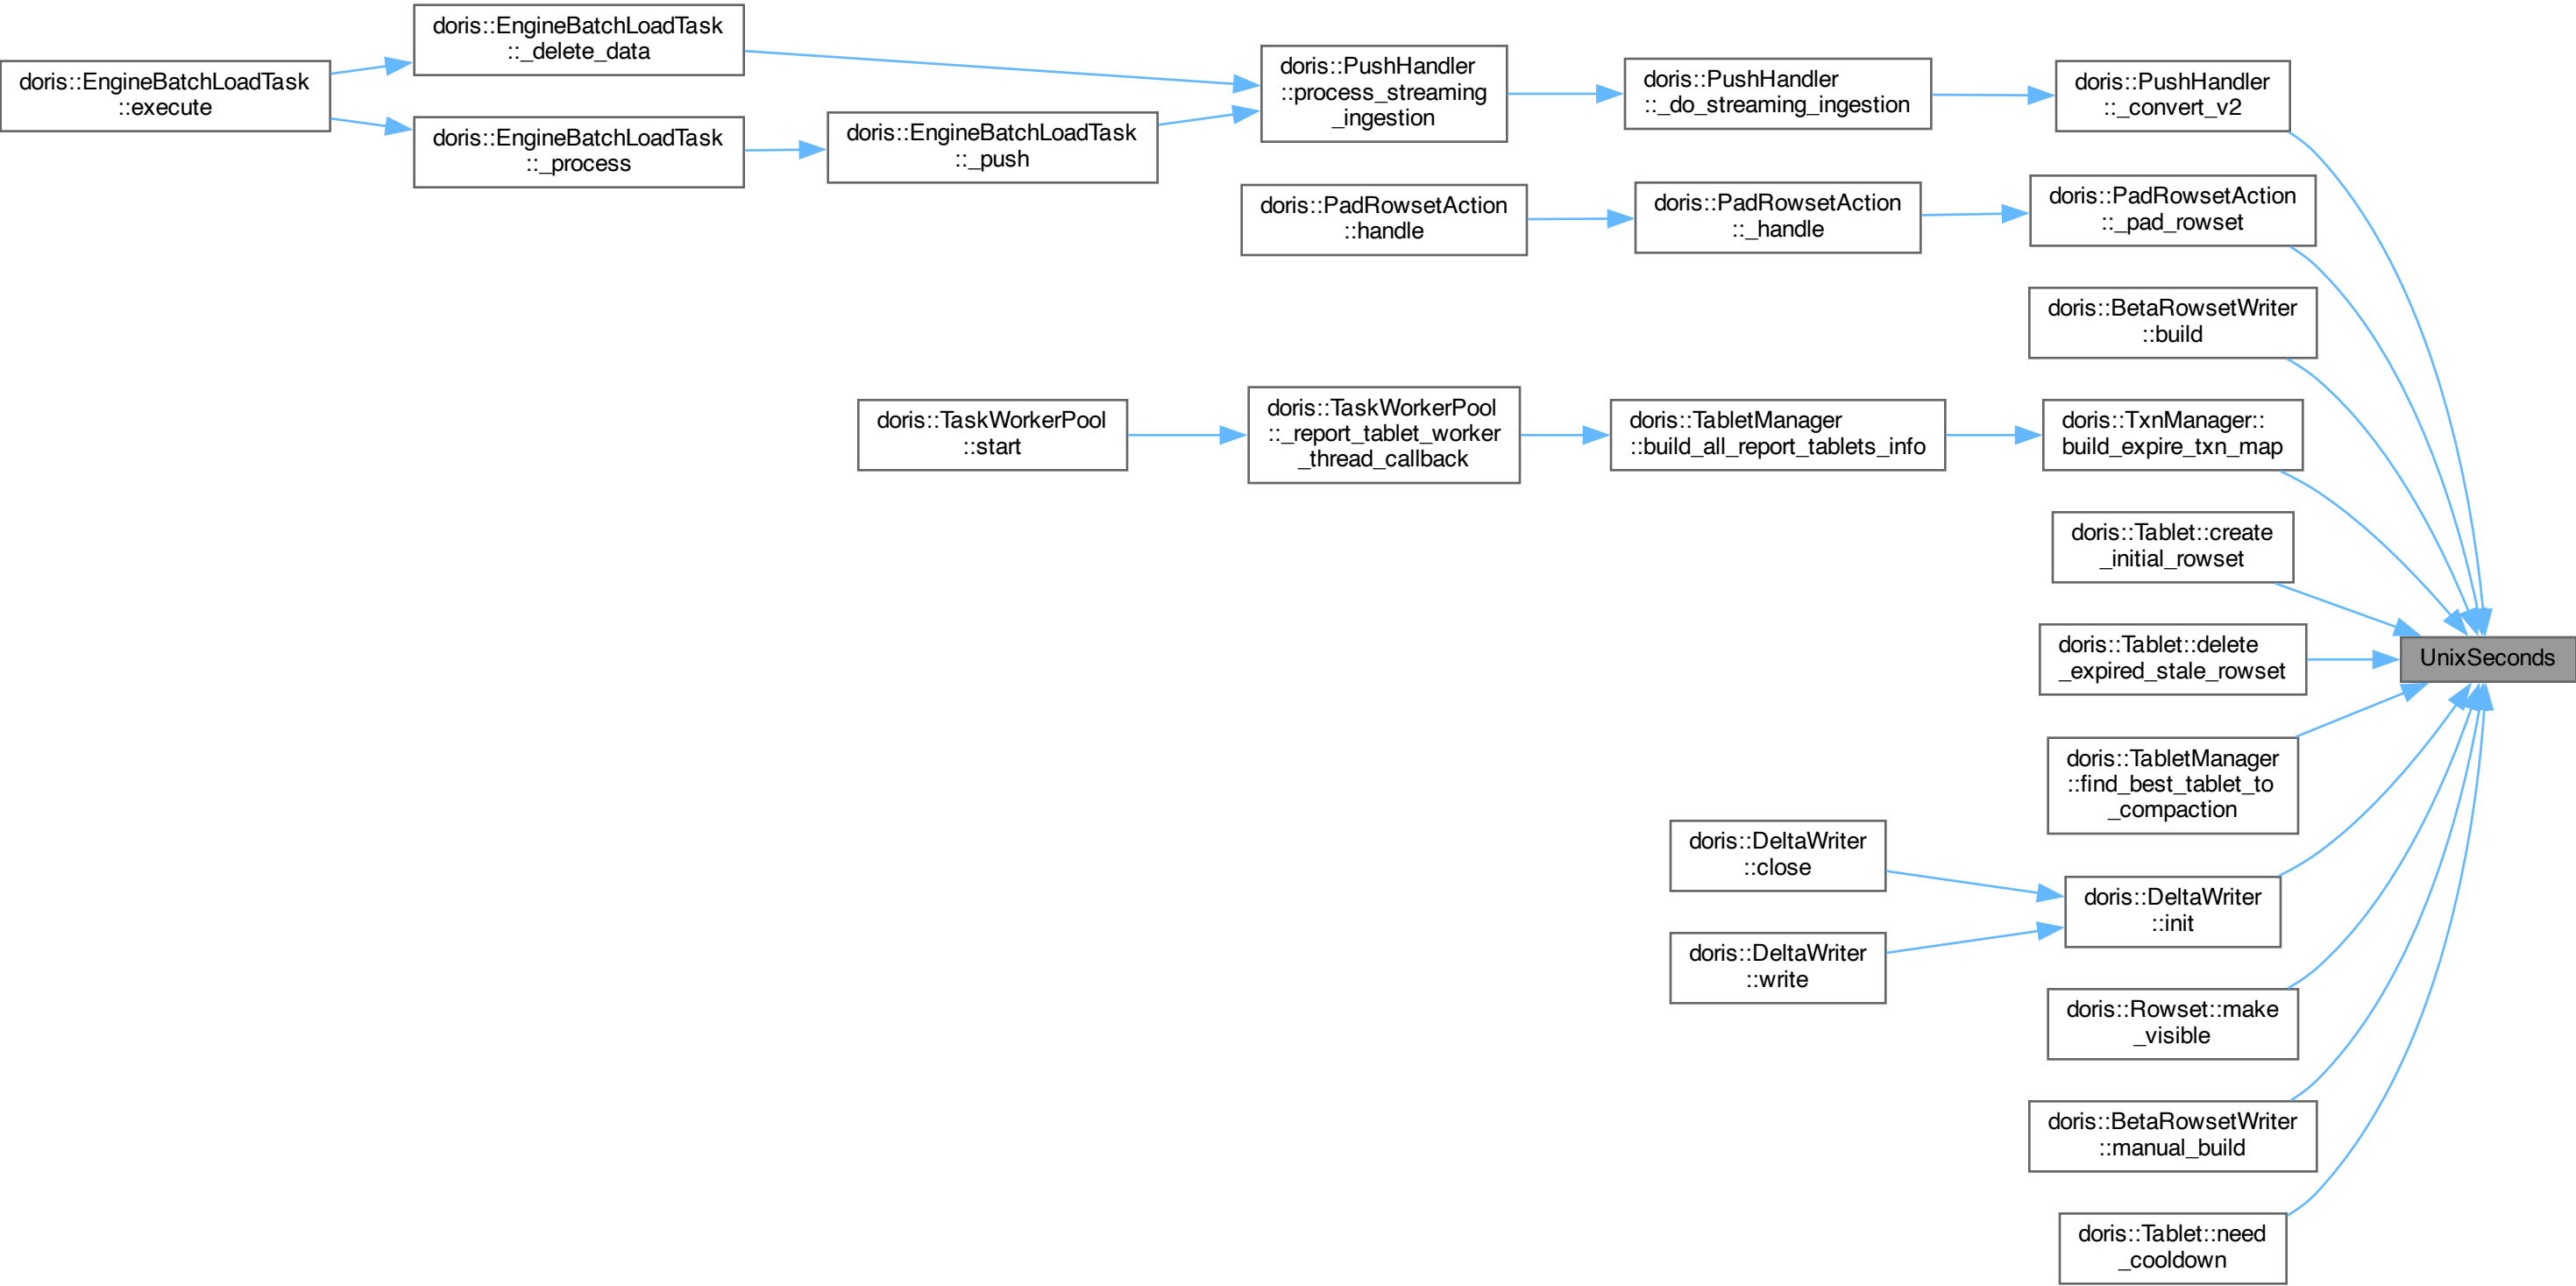 doris::EngineBatchLoadTask
::execute
doris::EngineBatchLoadTask
::_delete_data
doris::EngineBatchLoadTask
::_process
doris::EngineBatchLoadTask
::_push
doris::PushHandler
::process_streaming
_ingestion
doris::PushHandler
::_do_streaming_ingestion
doris::PushHandler
::_convert_v2
doris::PadRowsetAction
::handle
doris::PadRowsetAction
::_handle
doris::PadRowsetAction
::_pad_rowset
doris::BetaRowsetWriter
::build
doris::TaskWorkerPool
::start
doris::TaskWorkerPool
::_report_tablet_worker
_thread_callback
doris::TabletManager
::build_all_report_tablets_info
doris::TxnManager::
build_expire_txn_map
doris::Tablet::create
_initial_rowset
doris::Tablet::delete
_expired_stale_rowset
UnixSeconds
doris::TabletManager
::find_best_tablet_to
_compaction
doris::DeltaWriter
::close
doris::DeltaWriter
::write
doris::DeltaWriter
::init
doris::Rowset::make
_visible
doris::BetaRowsetWriter
::manual_build
doris::Tablet::need
_cooldown